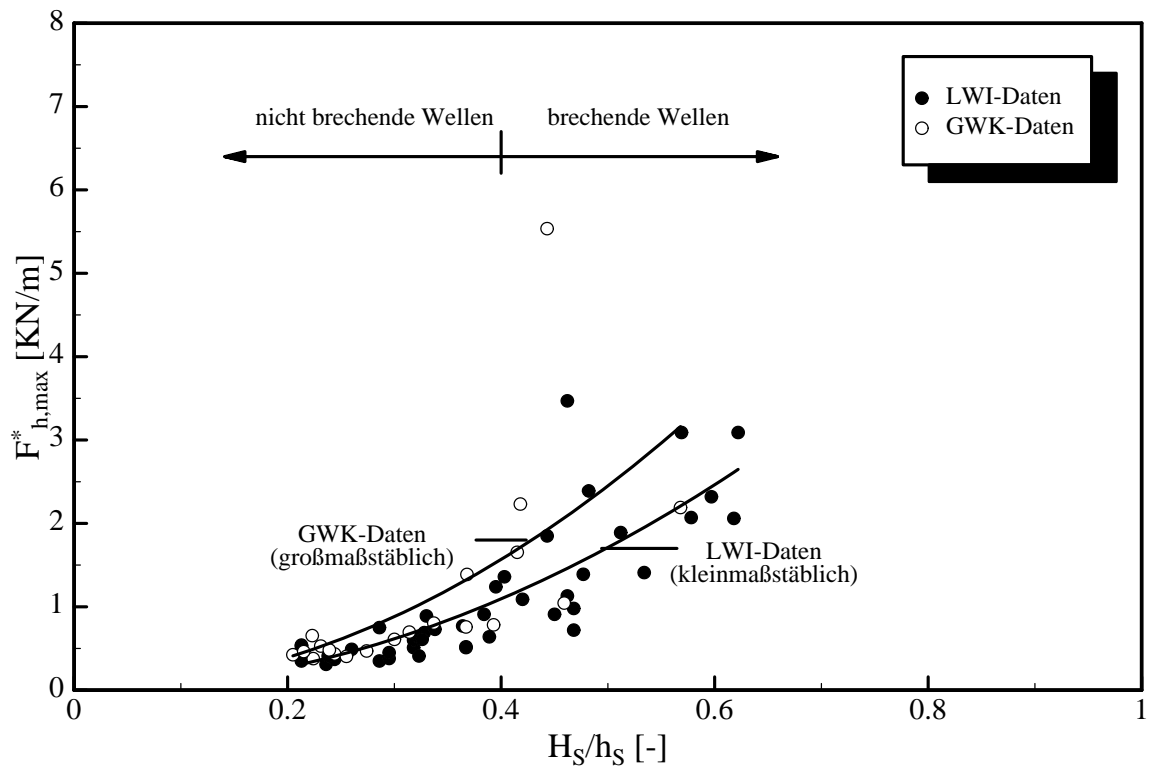 8
7
6
5
4
3
2
1
0
F*h,max [KN/m]
nicht brechende Wellen
brechende Wellen
LWI-Daten
GWK-Daten
GWK-Daten
(großmaßstäblich)
LWI-Daten
(kleinmaßstäblich)
0 0.2 0.4 0.6 0.8 1
HS/hS [-]